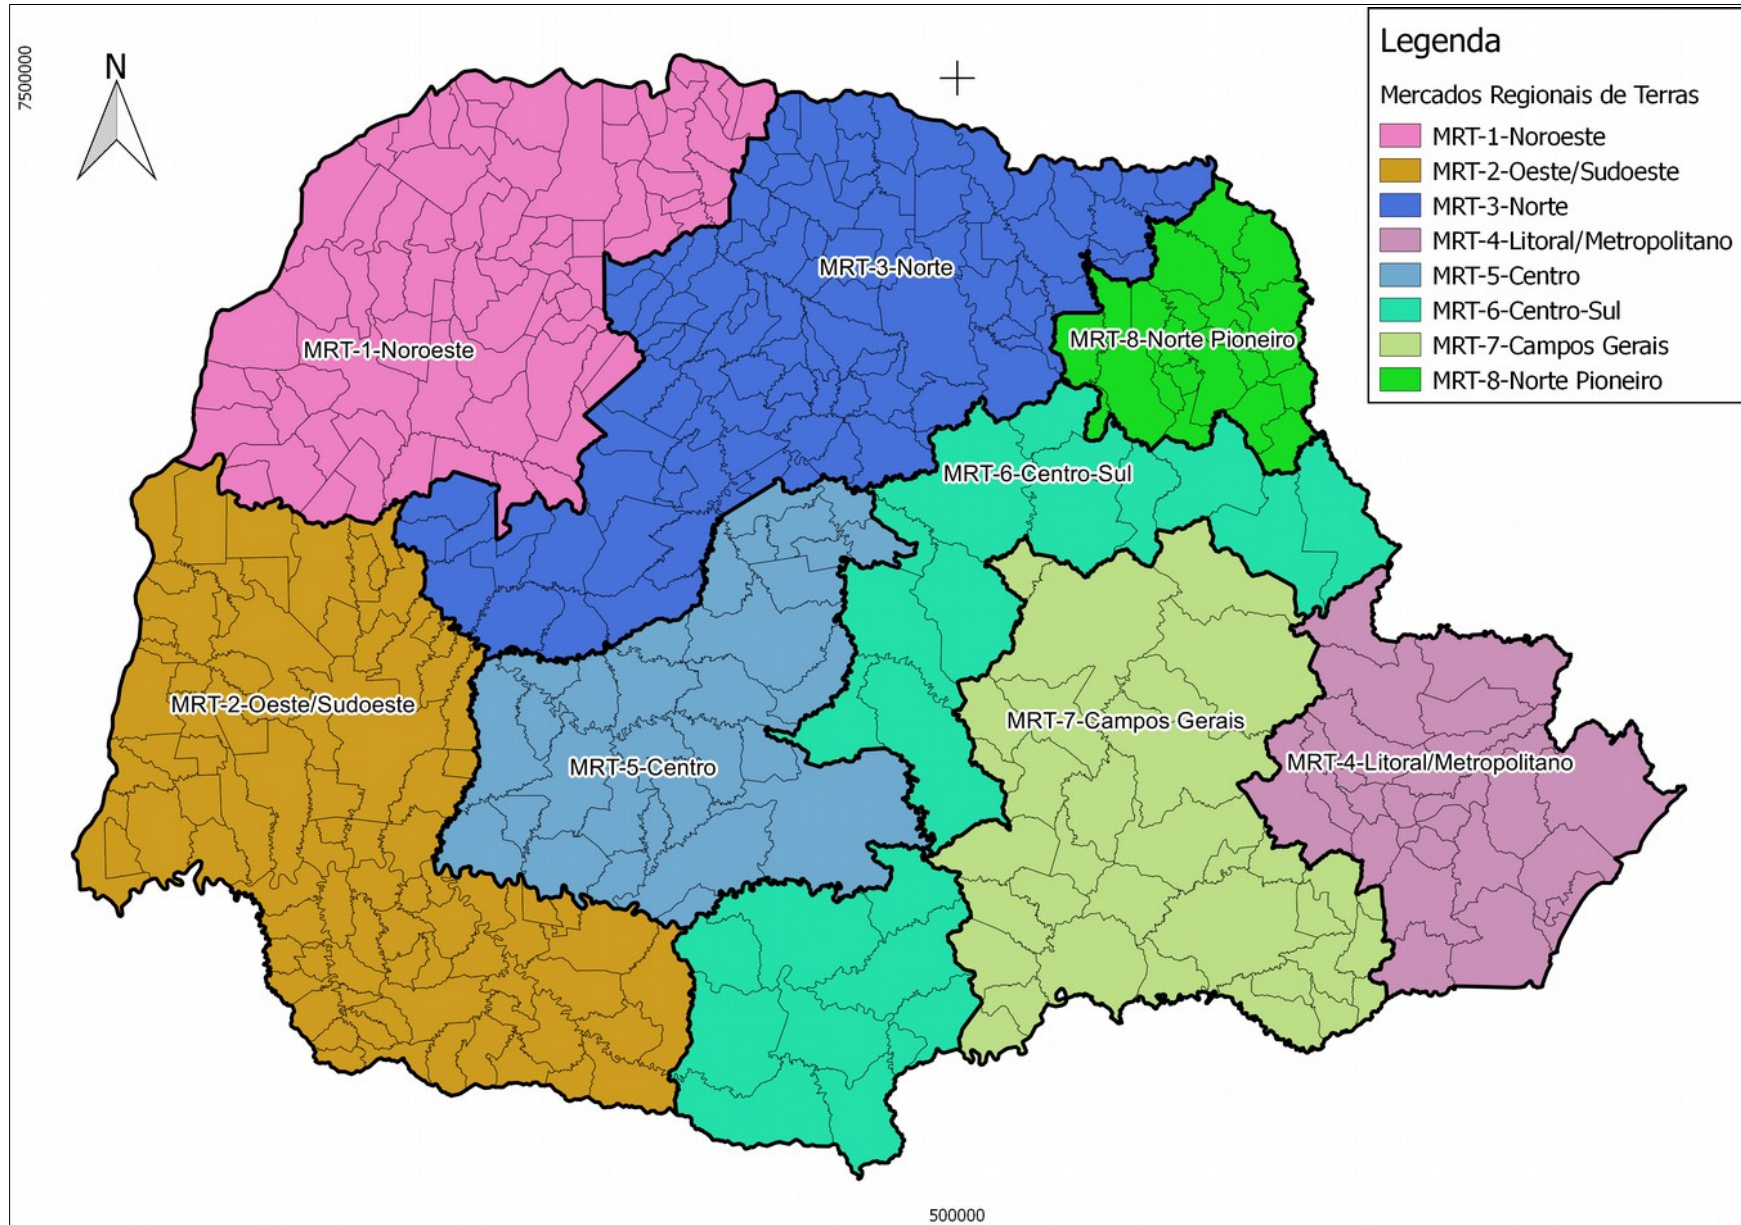 7500000
N
Legenda
Mercados Regionais de Terras
MRT-1-Noroeste
MRT-2-Oeste/Sudoeste
MRT-3-Norte
MRT-4-Litoral/Metropolitano
MRT-5-Centro
MRT-6-Centro-Sul
MRT-7-Campos Gerais
MRT-8-Norte Pioneiro
MRT-3-Norte
MRT-8-Norte Pioneiro
MRT-1-Noroeste
MRT-6-Centro-Sul
MRT-2-Oeste/Sudoeste
MRT-7-Campos Gerais
MRT-4-Litoral/Metropolitano
MRT-5-Centro
500000